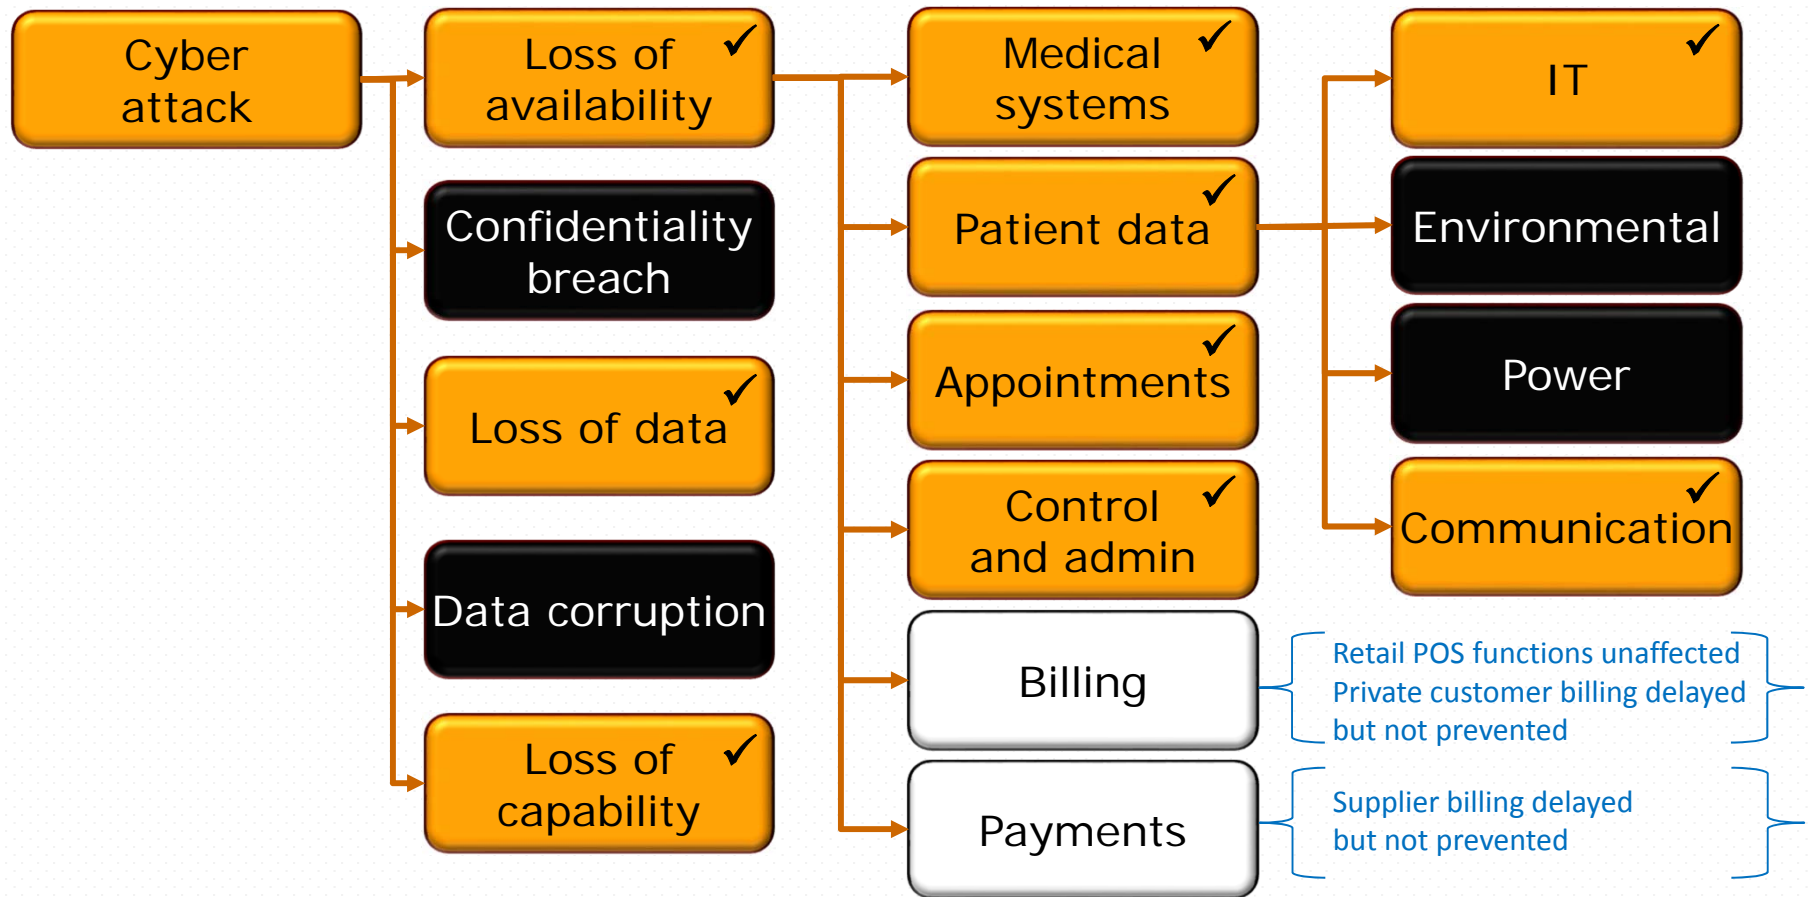 Cyber
attack
Loss of
availability
Confidentiality
breach
Loss of data
Data corruption
Loss of
capability
Medical
systems
Patient data
Appointments
Control
and admin
Billing
Payments
IT
Environmental
Power
Communication
Retail POS functions unaffected
Private customer billing delayed
but not prevented
Supplier billing delayed
but not prevented